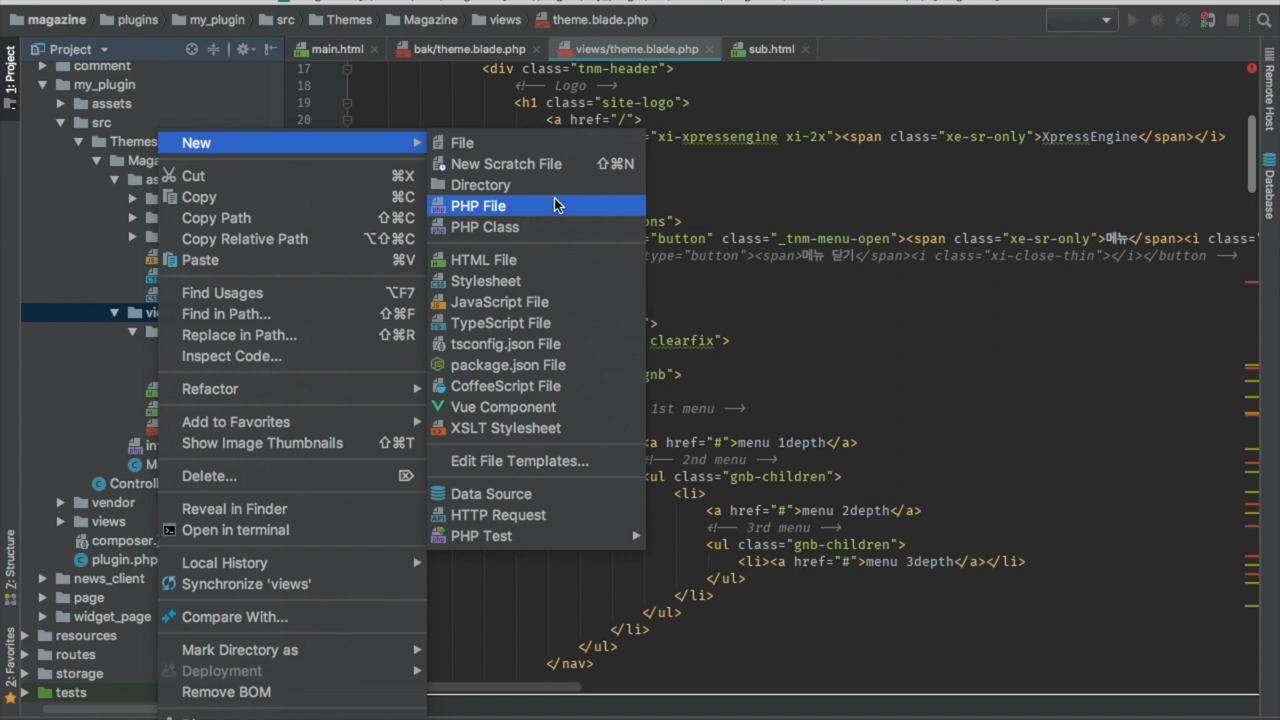 magazine plugins my_plugin src Themes Magazine views theme.blade.php
Project main.html bak/theme.blade.php views/theme.blade.php sub.html
1: Project
Z: Structure
2: Favorites
Remote Host
Database
comment
my_plugin
assets
src
Themes
Maga
as
vi
in
M
Controll
vendor
views
composer.
plugin.php
news_client
page
widget_page
resources
routes
storage
tests
New
Cut ⌘X
Copy ⌘C
Copy Path ⇧⌘C
Copy Relative Path ⌥⇧⌘C
Paste ⌘V
Find Usages ⌥F7
Find in Path... ⇧⌘F
Replace in Path... ⇧⌘R
Inspect Code...
Refactor
Add to Favorites
Show Image Thumbnails ⇧⌘T
Delete... ⌦
Reveal in Finder
Open in terminal
Local History
Synchronize 'views'
Compare With...
Mark Directory as
Deployment
Remove BOM
File
New Scratch File ⇧⌘N
Directory
PHP File
PHP Class
HTML File
Stylesheet
JavaScript File
TypeScript File
tsconfig.json File
package.json File
CoffeeScript File
Vue Component
XSLT Stylesheet
Edit File Templates...
Data Source
HTTP Request
PHP Test
17 <div class="tnm-header">
18 <!-- Logo -->
19 <h1 class="site-logo">
20 <a href="/">
"xi-xpressengine xi-2x"><span class="xe-sr-only">XpressEngine</span></i>
ons">
"button" class="_tnm-menu-open"><span class="xe-sr-only">메뉴</span><i class=
type="button"><span>메뉴 닫기</span><i class="xi-close-thin"></i></button -->
">
clearfix">
gnb">
1st menu -->
<a href="#">menu 1depth</a>
<!-- 2nd menu -->
<ul class="gnb-children">
<li>
<a href="#">menu 2depth</a>
<!-- 3rd menu -->
<ul class="gnb-children">
<li><a href="#">menu 3depth</a></li>
</ul>
</li>
</ul>
</li>
</ul>
</nav>